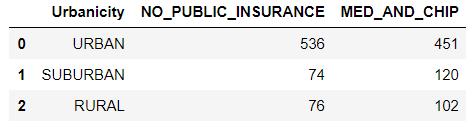 Urbanicity NO_PUBLIC_INSURANCE MED_AND_CHIP
0 URBAN 536 451
1 SUBURBAN 74 120
2 RURAL 76 102